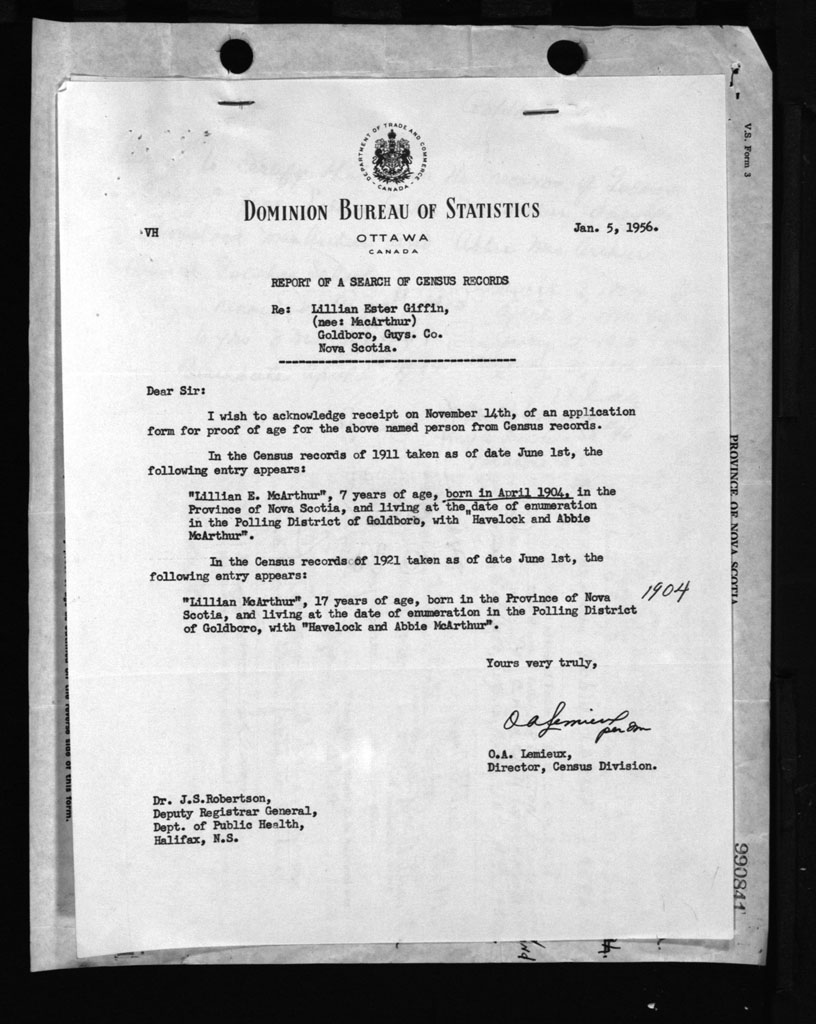 DEPARTMENT OF TRADE AND COMMERCE
CANADA
DOMINION BUREAU OF STATISTICS
OTTAWA
CANADA
VH
Jan. 5, 1956.
REPORT OF A SEARCH OF CENSUS RECORDS
Re: Lillian Ester Giffin,
(nee: MacArthur)
Goldboro, Guys. Co.
Nova Scotia.
Dear Sir:
I wish to acknowledge receipt on November 14th, of an application
form for proof of age for the above named person from Census records.
In the Census records of 1911 taken as of date June 1st, the
following entry appears:
"Lillian E. McArthur", 7 years of age, born in April 1904, in the
Province of Nova Scotia, and living at the date of enumeration
in the Polling District of Goldboro, with "Havelock and Abbie
McArthur".
In the Census records of 1921 taken as of date June 1st, the
following entry appears:
"Lillian McArthur", 17 years of age, born in the Province of Nova
Scotia, and living at the date of enumeration in the Polling District
of Goldboro, with "Havelock and Abbie McArthur".
1904
Yours very truly,
O A Lemieux
per
O.A. Lemieux,
Director, Census Division.
Dr. J.S.Robertson,
Deputy Registrar General,
Dept. of Public Health,
Halifax, N.S.
V.S. Form 3
PROVINCE OF NOVA SCOTIA
990841
on the reverse side of this form.